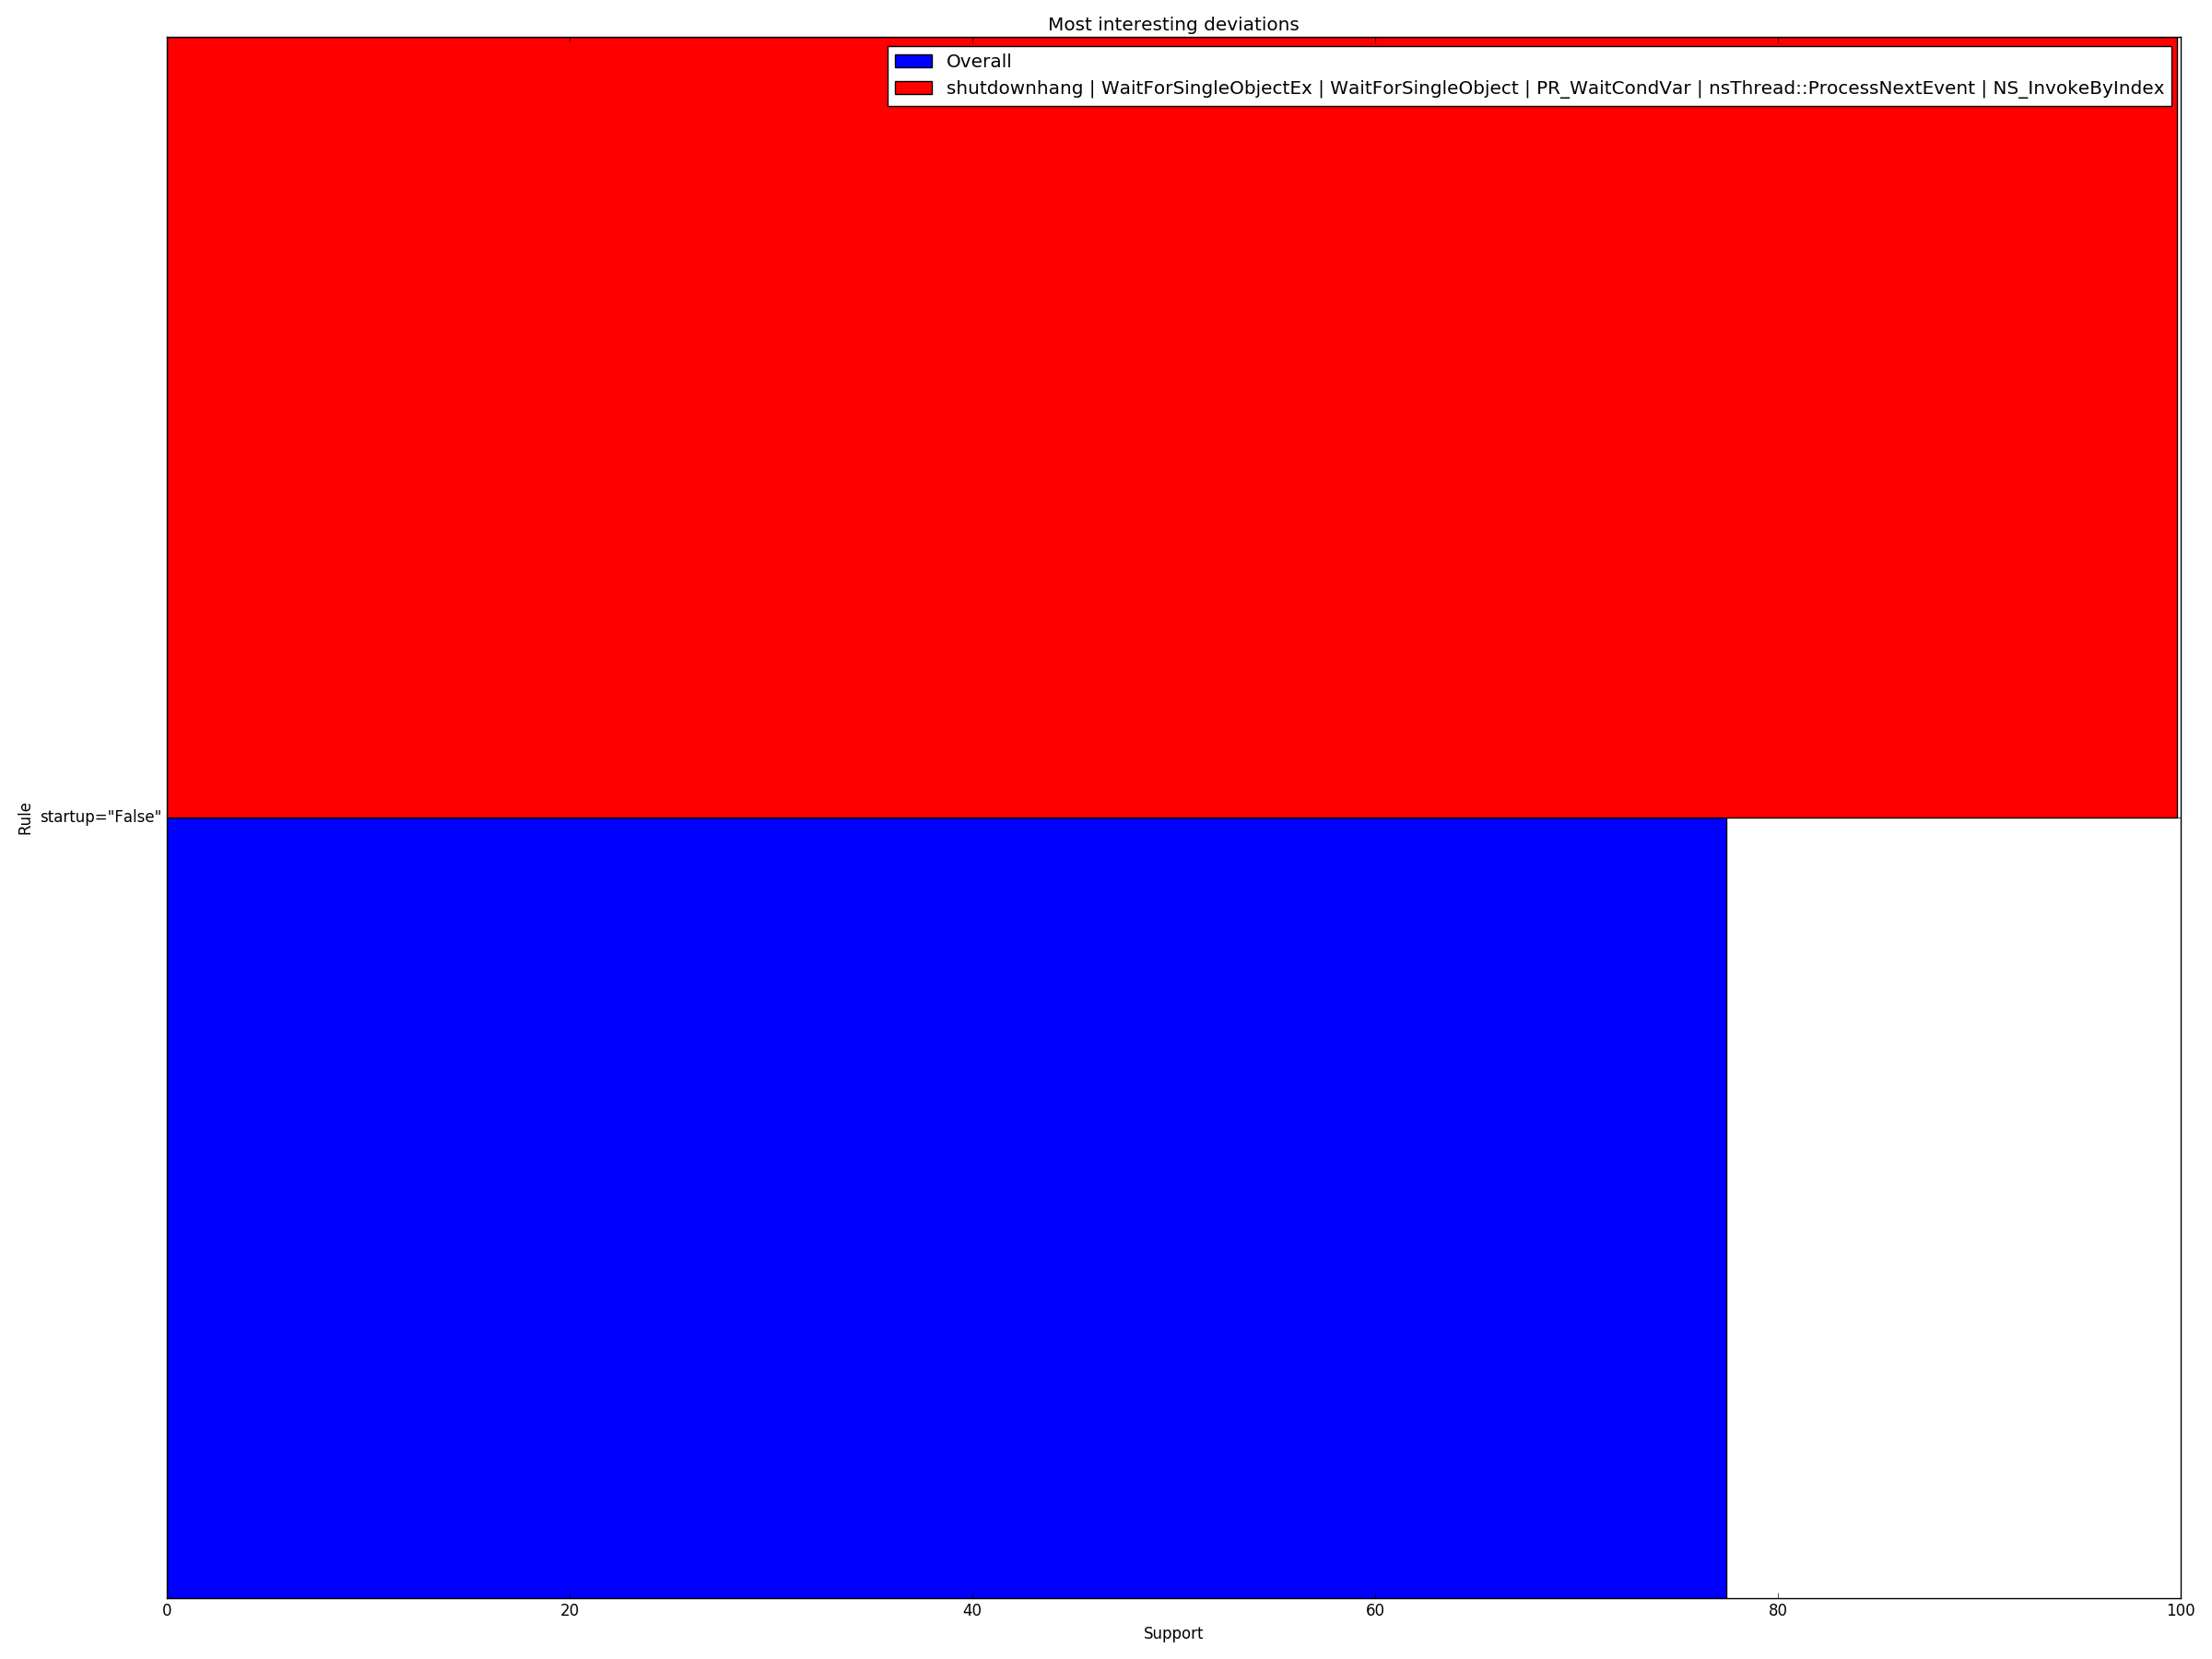 Most interesting deviations
Overall
shutdownhang | WaitForSingleObjectEx | WaitForSingleObject | PR_WaitCondVar | nsThread::ProcessNextEvent | NS_InvokeByIndex
Rule
startup="False"
0 20 40 60 80 100
Support